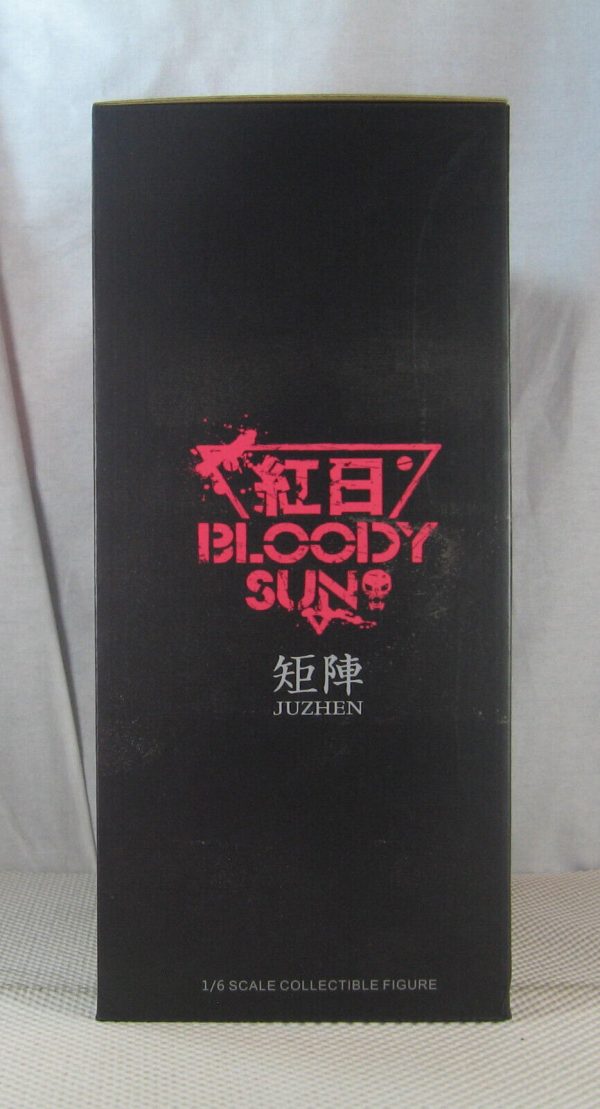 紅日
BLOODY
SUN
矩陣
JUZHEN
1/6 SCALE COLLECTIBLE FIGURE